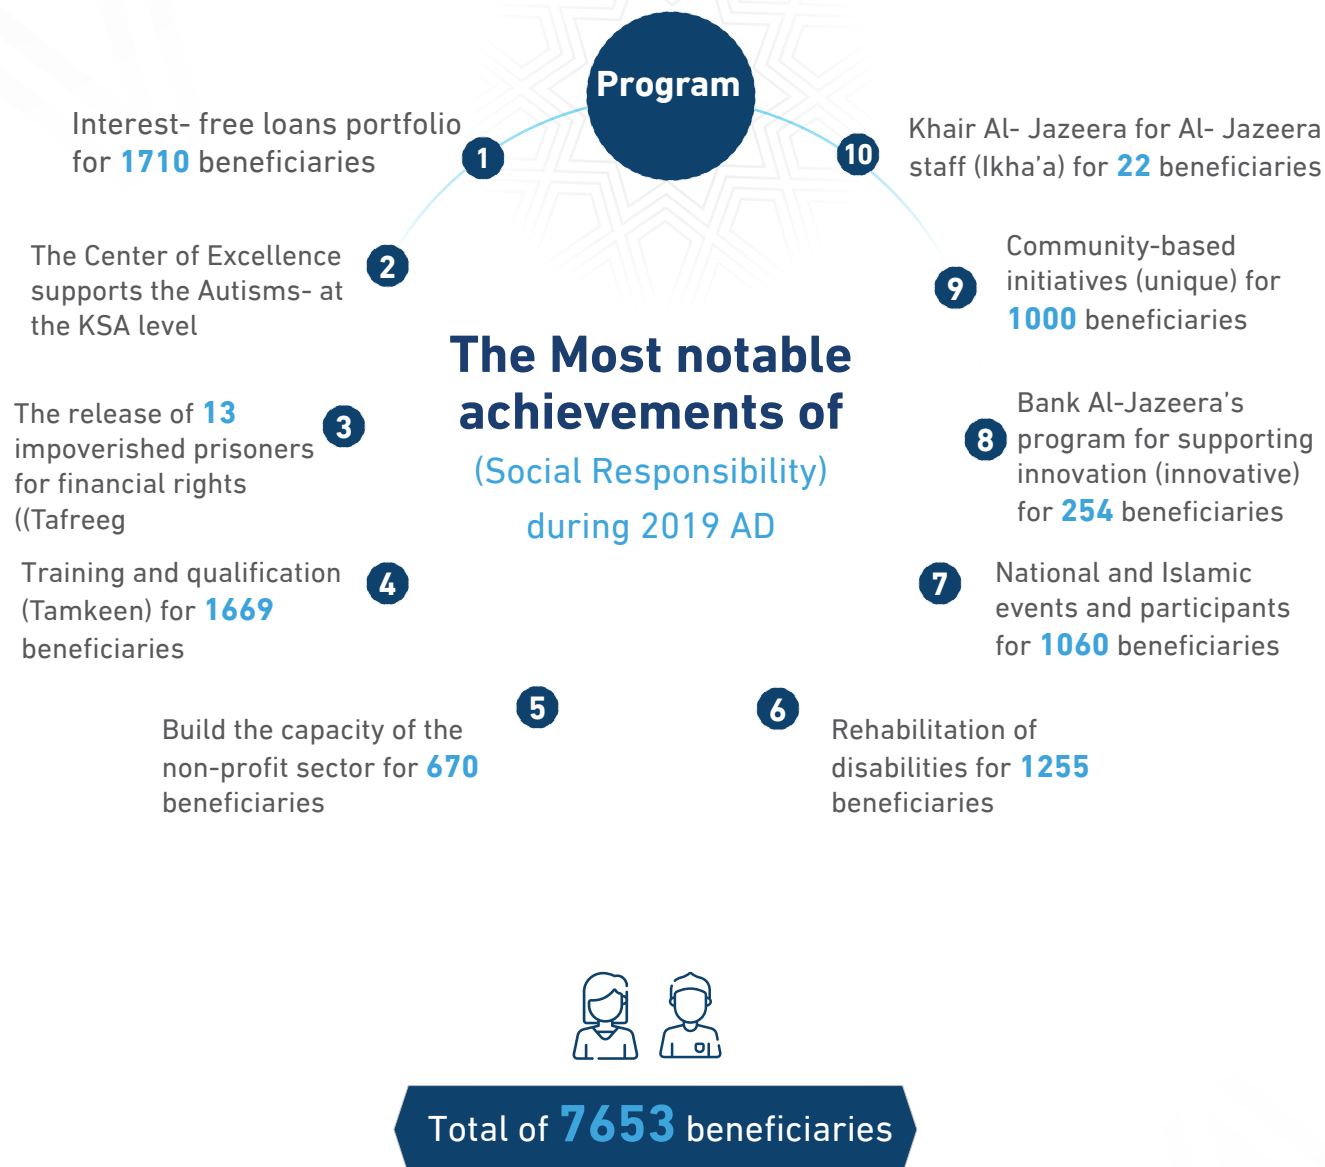 Program
1
Interest- free loans portfolio
for 1710 beneficiaries
2
The Center of Excellence
supports the Autisms- at
the KSA level
3
The release of 13
impoverished prisoners
for financial rights
((Tafreeg
4
Training and qualification
(Tamkeen) for 1669
beneficiaries
5
Build the capacity of the
non-profit sector for 670
beneficiaries
6
Rehabilitation of
disabilities for 1255
beneficiaries
7
National and Islamic
events and participants
for 1060 beneficiaries
8
Bank Al-Jazeera’s
program for supporting
innovation (innovative)
for 254 beneficiaries
9
Community-based
initiatives (unique) for
1000 beneficiaries
10
Khair Al- Jazeera for Al- Jazeera
staff (Ikha’a) for 22 beneficiaries
The Most notable
achievements of
(Social Responsibility)
during 2019 AD
Total of 7653 beneficiaries